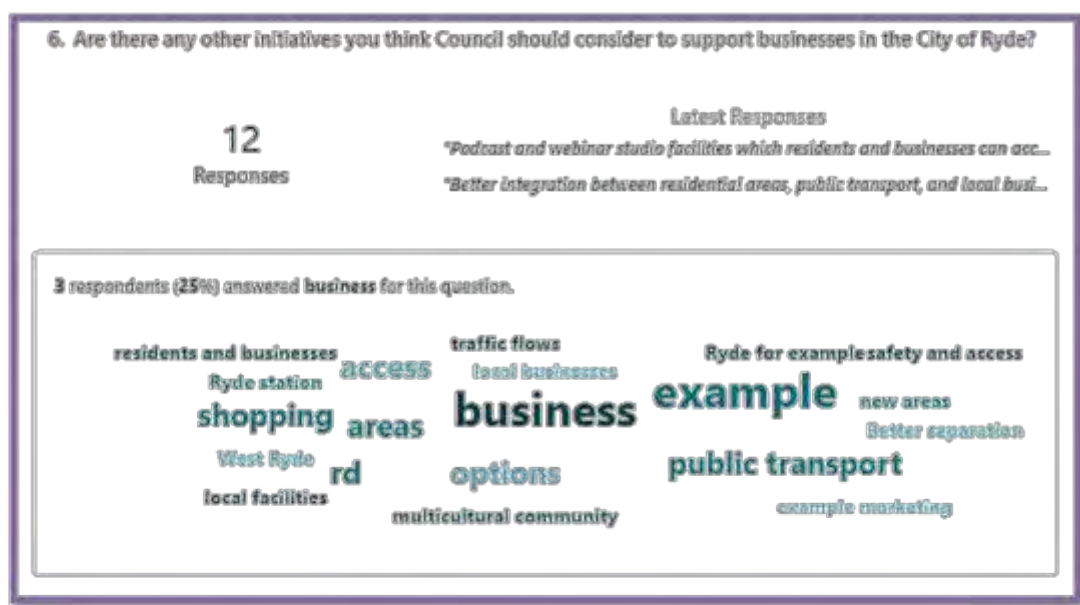 6. Are there any other initiatives you think Council should consider to support businesses in the City of Ryde?
12
Responses
Latest Responses
"Podcast and webinar studio facilities which residents and businesses can acc...
"Better integration between residential areas, public transport, and local busi...
3 respondents (25%) answered business for this question.
traffic flows
residents and businesses
Ryde for example
safety and access
access
local businesses
Ryde station
example
new areas
shopping
areas
business
Better separation
West Ryde
rd
options
public transport
local facilities
example marketing
multicultural community